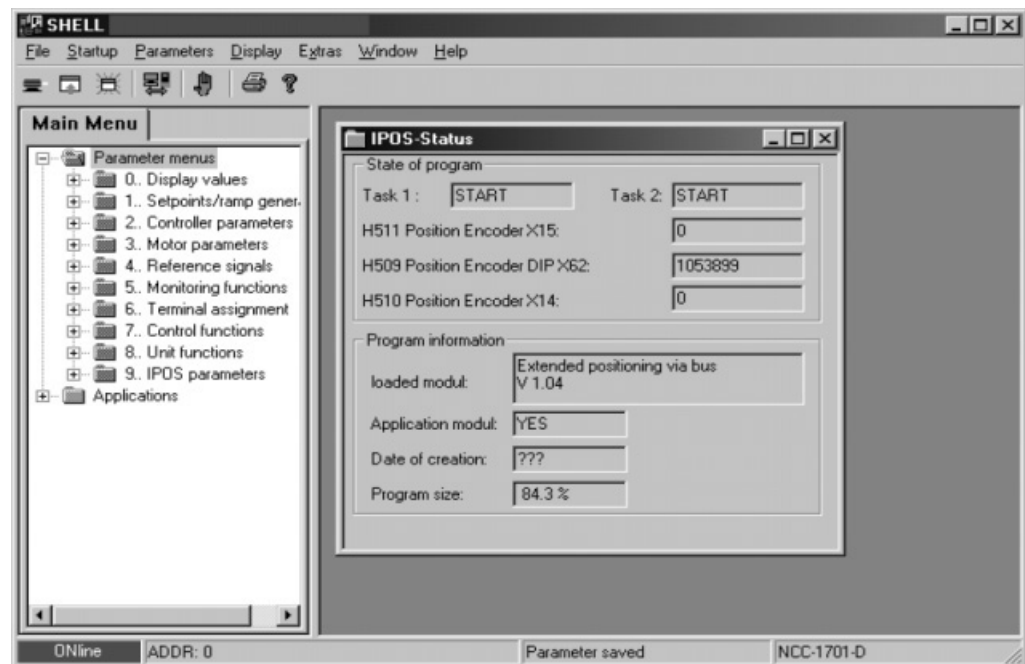 SHELL
File Startup Parameters Display Extras Window Help
Main Menu
Parameter menus
0.. Display values
1.. Setpoints/ramp gener
2.. Controller parameters
3.. Motor parameters
4.. Reference signals
5.. Monitoring functions
6.. Terminal assignment
7.. Control functions
8.. Unit functions
9.. IPOS parameters
Applications
IPOS-Status
State of program
Task 1 : START Task 2: START
H511 Position Encoder X15: 0
H509 Position Encoder DIP X62: 1053899
H510 Position Encoder X14: 0
Program information
loaded modul: Extended positioning via bus
V 1.04
Application modul: YES
Date of creation: ???
Program size: 84.3 %
ONline ADDR: 0 Parameter saved NCC-1701-D